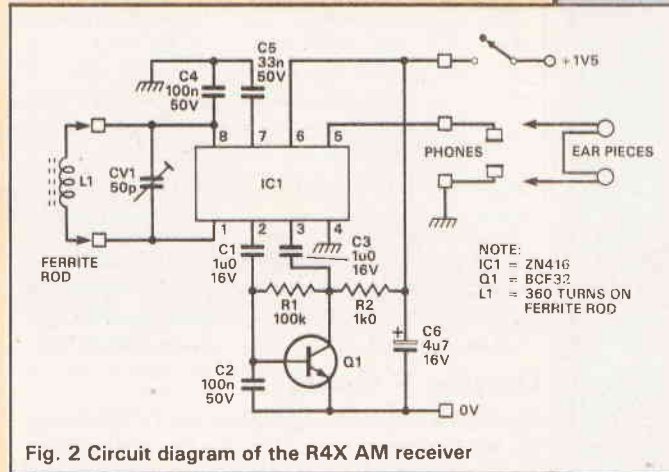 C5
33n
50V
C4
100n
50V
+1V5
8 7 6 5
PHONES
EAR PIECES
L1
CV1
50p
IC1
FERRITE
ROD
1 2 3 4
C1
1u0
16V
C3
1u0
16V
NOTE:
IC1 = ZN416
Q1 = BCF32
L1 = 360 TURNS ON
FERRITE ROD
R1
100k
R2
1k0
C6
4u7
16V
+
Q1
C2
100n
50V
0V
Fig. 2 Circuit diagram of the R4X AM receiver